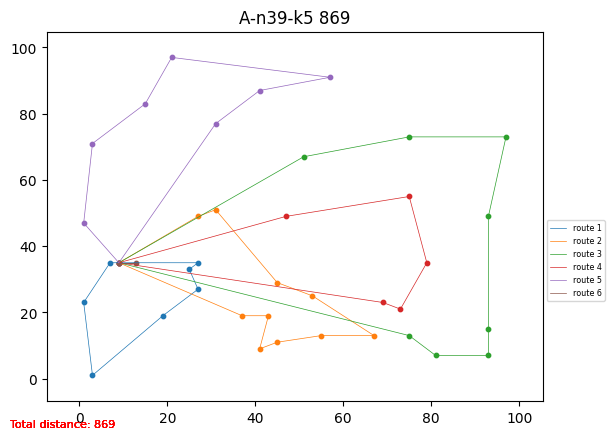 A-n39-k5 869
100
80
60
40
20
0
0 20 40 60 80 100
route 1
route 2
route 3
route 4
route 5
route 6
Total distance: 869